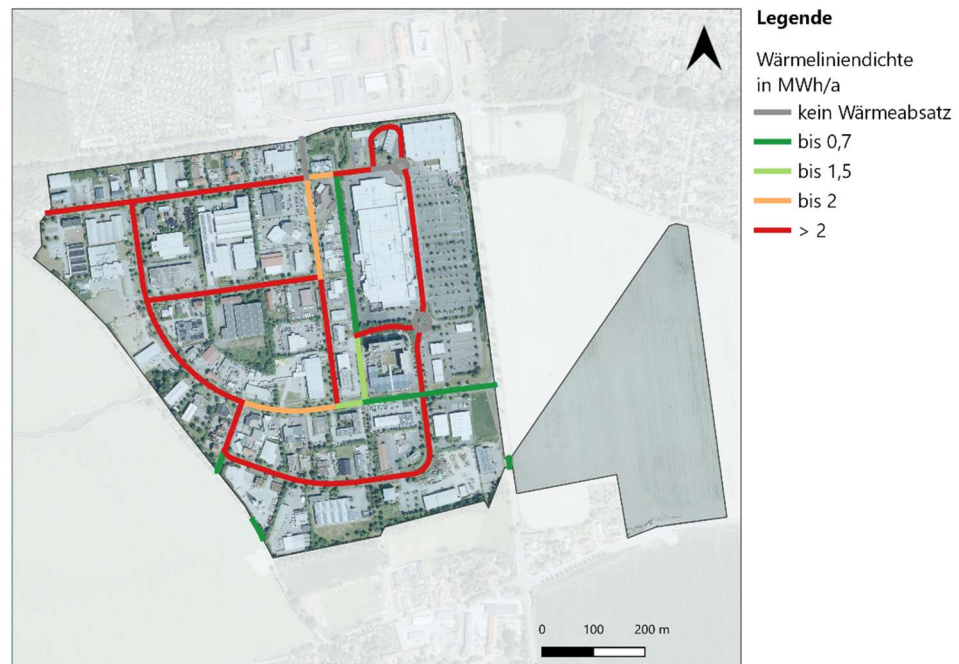 Legende
Wärmeliniendichte
in MWh/a
kein Wärmeabsatz
bis 0,7
bis 1,5
bis 2
> 2
0 100 200 m